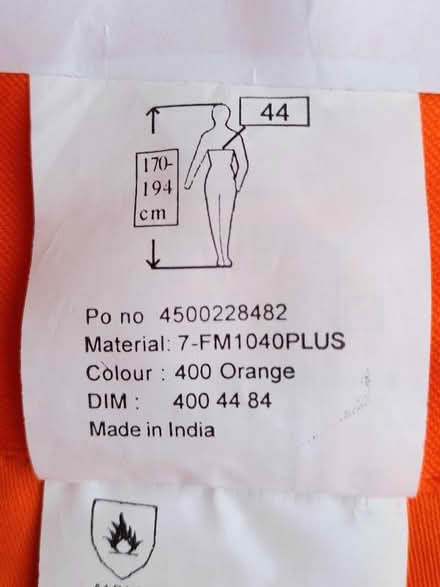 44
170-
194
cm
Po no 4500228482
Material: 7-FM1040PLUS
Colour : 400 Orange
DIM : 400 44 84
Made in India